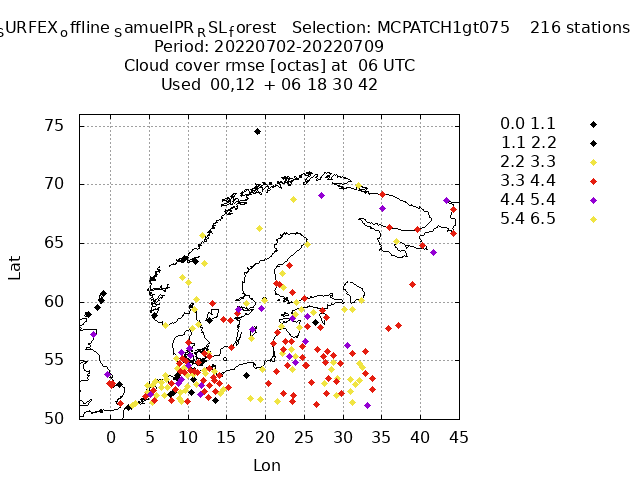 SURFEXoffline SamuelPRRSLforest Selection: MCPATCH1gt075 216 stations
Period: 20220702-20220709
Cloud cover rmse [octas] at 06 UTC
Used 00,12 + 06 18 30 42
0.0 1.1
1.1 2.2
2.2 3.3
3.3 4.4
4.4 5.4
5.4 6.5
75
70
65
60
55
50
Lat
0 5 10 15 20 25 30 35 40 45
Lon